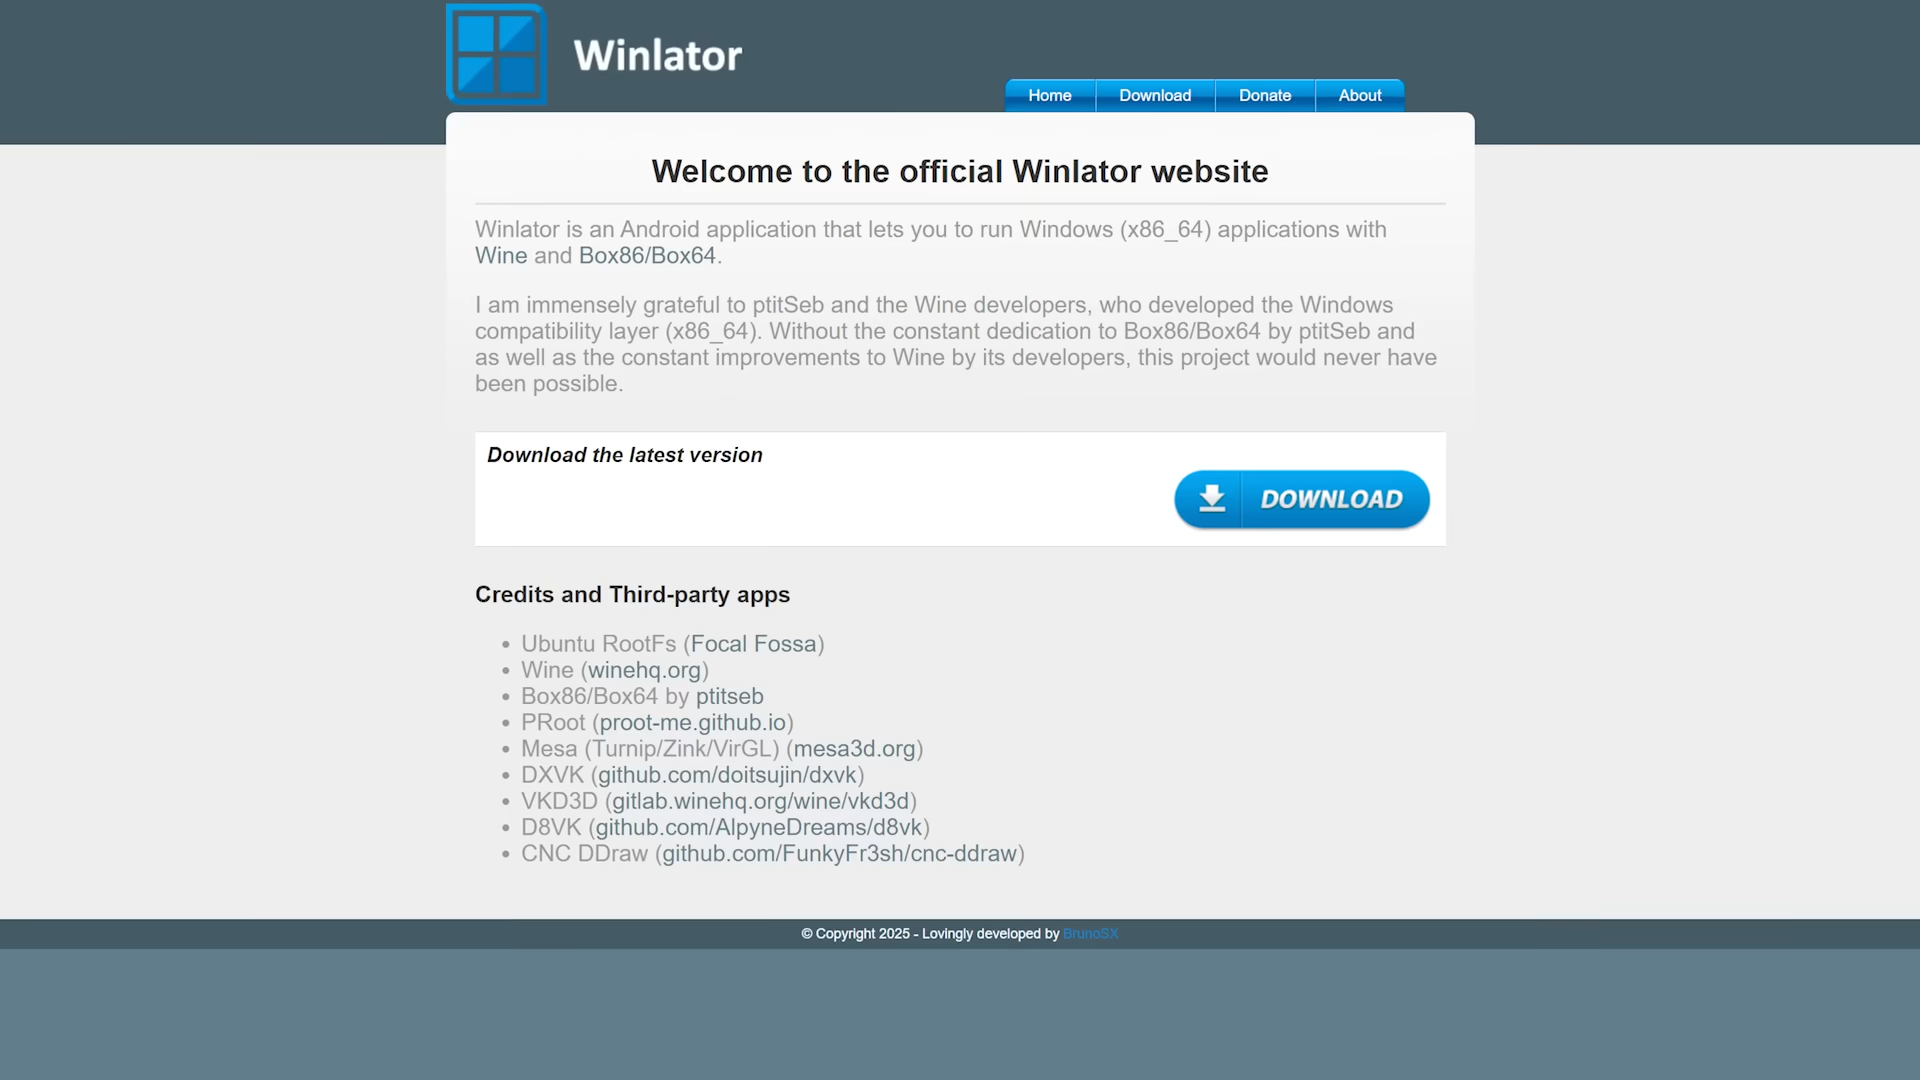 Winlator
Home
Download
Donate
About
Welcome to the official Winlator website
Winlator is an Android application that lets you to run Windows (x86_64) applications with
Wine and Box86/Box64.
I am immensely grateful to ptitSeb and the Wine developers, who developed the Windows
compatibility layer (x86_64). Without the constant dedication to Box86/Box64 by ptitSeb and
as well as the constant improvements to Wine by its developers, this project would never have
been possible.
Download the latest version
DOWNLOAD
Credits and Third-party apps
• Ubuntu RootFs (Focal Fossa)
• Wine (winehq.org)
• Box86/Box64 by ptitseb
• PRoot (proot-me.github.io)
• Mesa (Turnip/Zink/VirGL) (mesa3d.org)
• DXVK (github.com/doitsujin/dxvk)
• VKD3D (gitlab.winehq.org/wine/vkd3d)
• D8VK (github.com/AlpyneDreams/d8vk)
• CNC DDraw (github.com/FunkyFr3sh/cnc-ddraw)
© Copyright 2025 - Lovingly developed by BrunoSX